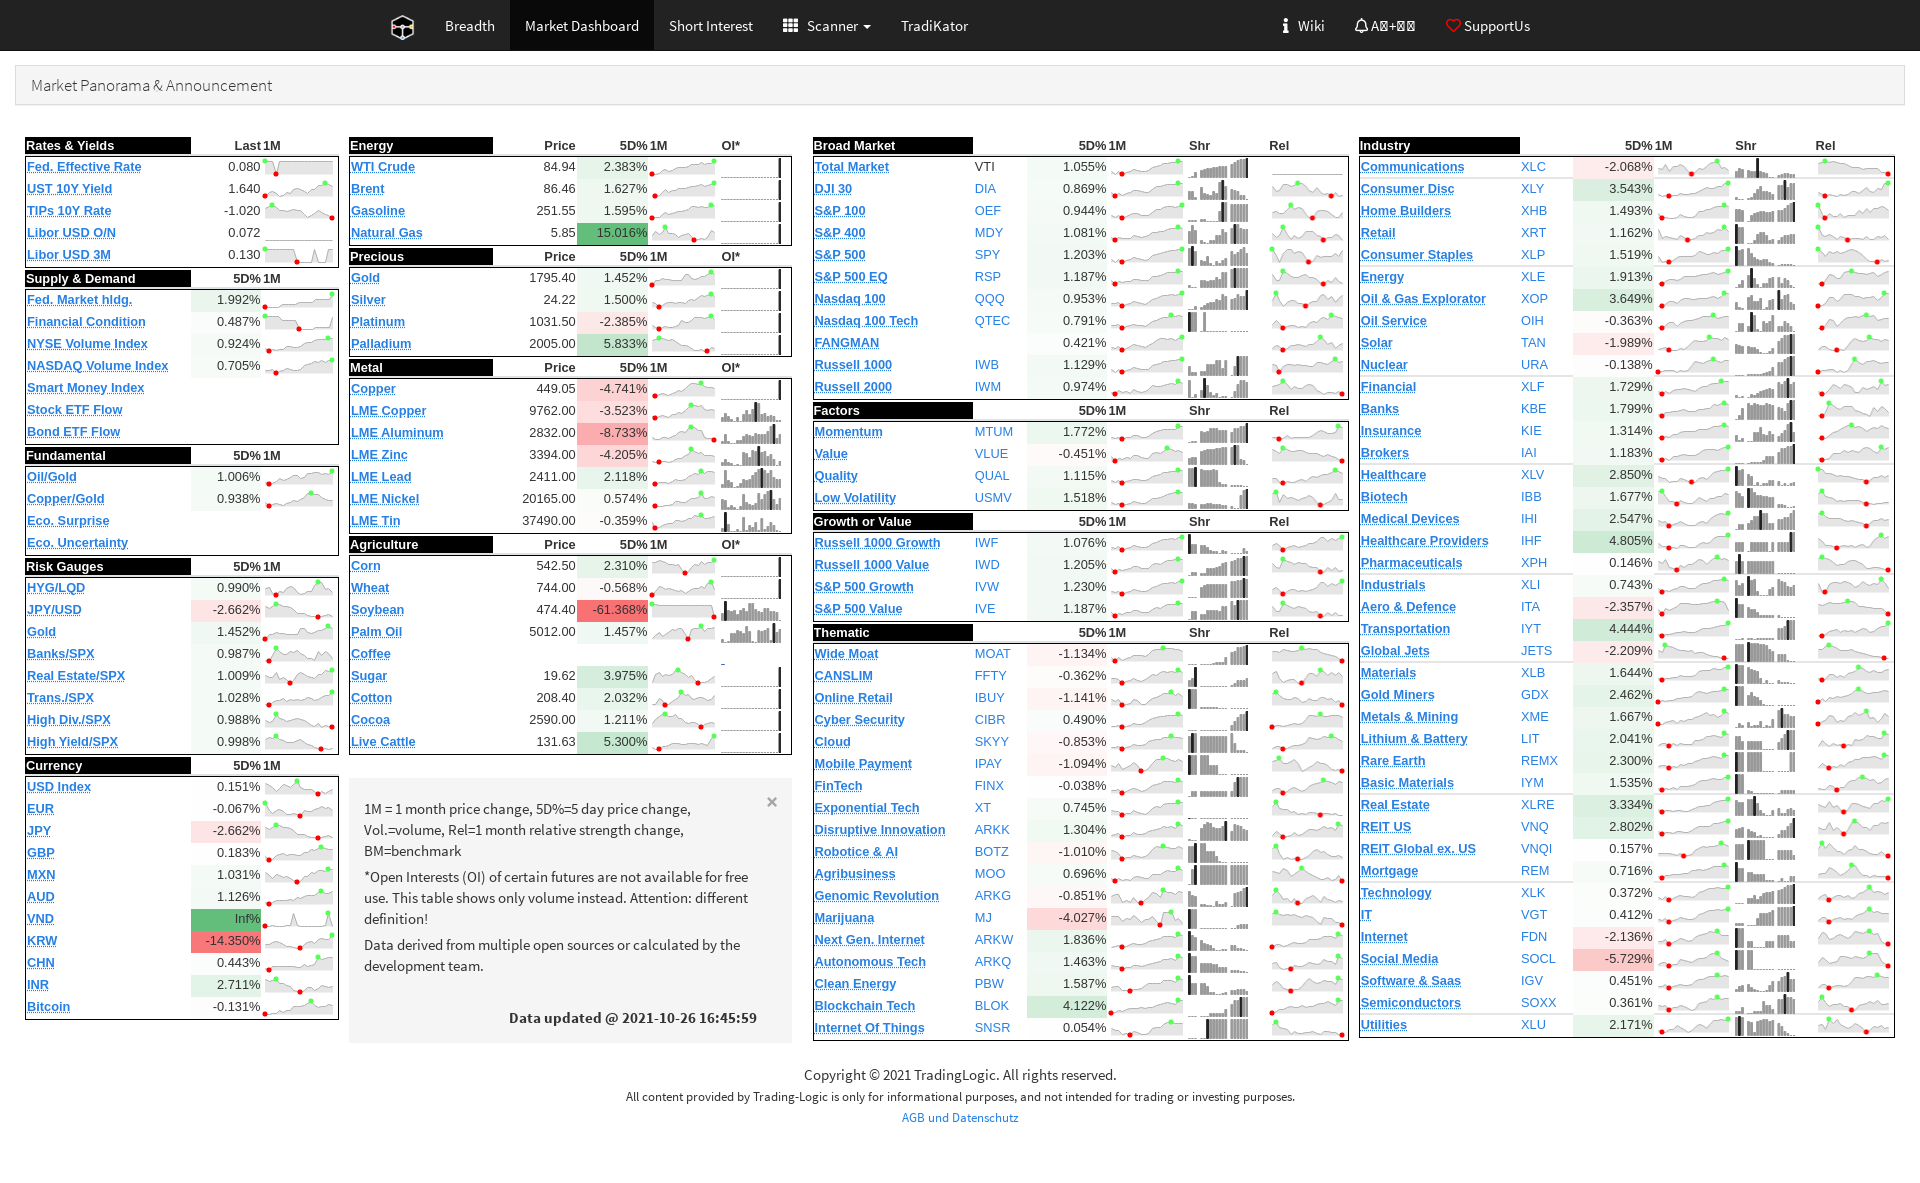 Breadth
Market Dashboard
Short Interest
Scanner
TradiKator
Wiki
SupportUs
Market Panorama & Announcement
Rates & Yields Last 1M
Fed. Effective Rate 0.080
UST 10Y Yield 1.640
TIPs 10Y Rate -1.020
Libor USD O/N 0.072
Libor USD 3M 0.130
Supply & Demand 5D% 1M
Fed. Market hldg. 1.992%
Financial Condition 0.487%
NYSE Volume Index 0.924%
NASDAQ Volume Index 0.705%
Smart Money Index
Stock ETF Flow
Bond ETF Flow
Fundamental 5D% 1M
Oil/Gold 1.006%
Copper/Gold 0.938%
Eco. Surprise
Eco. Uncertainty
Risk Gauges 5D% 1M
HYG/LQD 0.990%
JPY/USD -2.662%
Gold 1.452%
Banks/SPX 0.987%
Real Estate/SPX 1.009%
Trans./SPX 1.028%
High Div./SPX 0.988%
High Yield/SPX 0.998%
Currency 5D% 1M
USD Index 0.151%
EUR -0.067%
JPY -2.662%
GBP 0.183%
MXN 1.031%
AUD 1.126%
VND Inf%
KRW -14.350%
CHN 0.443%
INR 2.711%
Bitcoin -0.131%
Energy Price 5D% 1M OI*
WTI Crude 84.94 2.383%
Brent 86.46 1.627%
Gasoline 251.55 1.595%
Natural Gas 5.85 15.016%
Precious Price 5D% 1M OI*
Gold 1795.40 1.452%
Silver 24.22 1.500%
Platinum 1031.50 -2.385%
Palladium 2005.00 5.833%
Metal Price 5D% 1M OI*
Copper 449.05 -4.741%
LME Copper 9762.00 -3.523%
LME Aluminum 2832.00 -8.733%
LME Zinc 3394.00 -4.205%
LME Lead 2411.00 2.118%
LME Nickel 20165.00 0.574%
LME Tin 37490.00 -0.359%
Agriculture Price 5D% 1M OI*
Corn 542.50 2.310%
Wheat 744.00 -0.568%
Soybean 474.40 -61.368%
Palm Oil 5012.00 1.457%
Coffee -
Sugar 19.62 3.975%
Cotton 208.40 2.032%
Cocoa 2590.00 1.211%
Live Cattle 131.63 5.300%
×
1M = 1 month price change, 5D%=5 day price change,
Vol.=volume, Rel=1 month relative strength change,
BM=benchmark
*Open Interests (OI) of certain futures are not available for free
use. This table shows only volume instead. Attention: different
definition!
Data derived from multiple open sources or calculated by the
development team.
Data updated @ 2021-10-26 16:45:59
Broad Market 5D% 1M Shr Rel
Total Market VTI 1.055%
DJI 30 DIA 0.869%
S&P 100 OEF 0.944%
S&P 400 MDY 1.081%
S&P 500 SPY 1.203%
S&P 500 EQ RSP 1.187%
Nasdaq 100 QQQ 0.953%
Nasdaq 100 Tech QTEC 0.791%
FANGMAN 0.421%
Russell 1000 IWB 1.129%
Russell 2000 IWM 0.974%
Factors 5D% 1M Shr Rel
Momentum MTUM 1.772%
Value VLUE -0.451%
Quality QUAL 1.115%
Low Volatility USMV 1.518%
Growth or Value 5D% 1M Shr Rel
Russell 1000 Growth IWF 1.076%
Russell 1000 Value IWD 1.205%
S&P 500 Growth IVW 1.230%
S&P 500 Value IVE 1.187%
Thematic 5D% 1M Shr Rel
Wide Moat MOAT -1.134%
CANSLIM FFTY -0.362%
Online Retail IBUY -1.141%
Cyber Security CIBR 0.490%
Cloud SKYY -0.853%
Mobile Payment IPAY -1.094%
FinTech FINX -0.038%
Exponential Tech XT 0.745%
Disruptive Innovation ARKK 1.304%
Robotice & AI BOTZ -1.010%
Agribusiness MOO 0.696%
Genomic Revolution ARKG -0.851%
Marijuana MJ -4.027%
Next Gen. Internet ARKW 1.836%
Autonomous Tech ARKQ 1.463%
Clean Energy PBW 1.587%
Blockchain Tech BLOK 4.122%
Internet Of Things SNSR 0.054%
Industry 5D% 1M Shr Rel
Communications XLC -2.068%
Consumer Disc XLY 3.543%
Home Builders XHB 1.493%
Retail XRT 1.162%
Consumer Staples XLP 1.519%
Energy XLE 1.913%
Oil & Gas Explorator XOP 3.649%
Oil Service OIH -0.363%
Solar TAN -1.989%
Nuclear URA -0.138%
Financial XLF 1.729%
Banks KBE 1.799%
Insurance KIE 1.314%
Brokers IAI 1.183%
Healthcare XLV 2.850%
Biotech IBB 1.677%
Medical Devices IHI 2.547%
Healthcare Providers IHF 4.805%
Pharmaceuticals XPH 0.146%
Industrials XLI 0.743%
Aero & Defence ITA -2.357%
Transportation IYT 4.444%
Global Jets JETS -2.209%
Materials XLB 1.644%
Gold Miners GDX 2.462%
Metals & Mining XME 1.667%
Lithium & Battery LIT 2.041%
Rare Earth REMX 2.300%
Basic Materials IYM 1.535%
Real Estate XLRE 3.334%
REIT US VNQ 2.802%
REIT Global ex. US VNQI 0.157%
Mortgage REM 0.716%
Technology XLK 0.372%
IT VGT 0.412%
Internet FDN -2.136%
Social Media SOCL -5.729%
Software & Saas IGV 0.451%
Semiconductors SOXX 0.361%
Utilities XLU 2.171%
Copyright © 2021 TradingLogic. All rights reserved.
All content provided by Trading-Logic is only for informational purposes, and not intended for trading or investing purposes.
AGB und Datenschutz